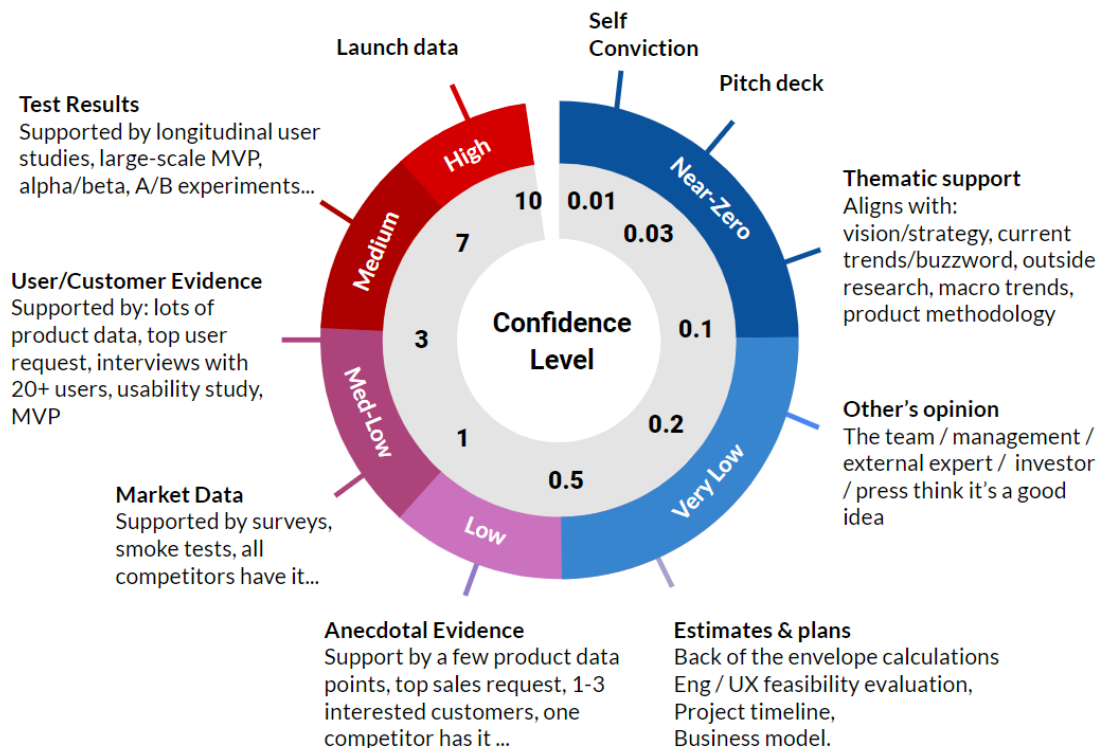 Self
Conviction
Launch data
Pitch deck
Test Results
Supported by longitudinal user
studies, large-scale MVP,
alpha/beta, A/B experiments...
High
Near-Zero
10
0.01
0.03
Thematic support
Aligns with:
vision/strategy, current
trends/buzzword, outside
research, macro trends,
product methodology
Medium
7
User/Customer Evidence
Supported by: lots of
product data, top user
request, interviews with
20+ users, usability study,
MVP
3
Confidence
Level
0.1
Med-Low
1
0.2
0.5
Very Low
Low
Other's opinion
The team / management /
external expert / investor
/ press think it's a good
idea
Market Data
Supported by surveys,
smoke tests, all
competitors have it...
Anecdotal Evidence
Support by a few product data
points, top sales request, 1-3
interested customers, one
competitor has it ...
Estimates & plans
Back of the envelope calculations
Eng / UX feasibility evaluation,
Project timeline,
Business model.